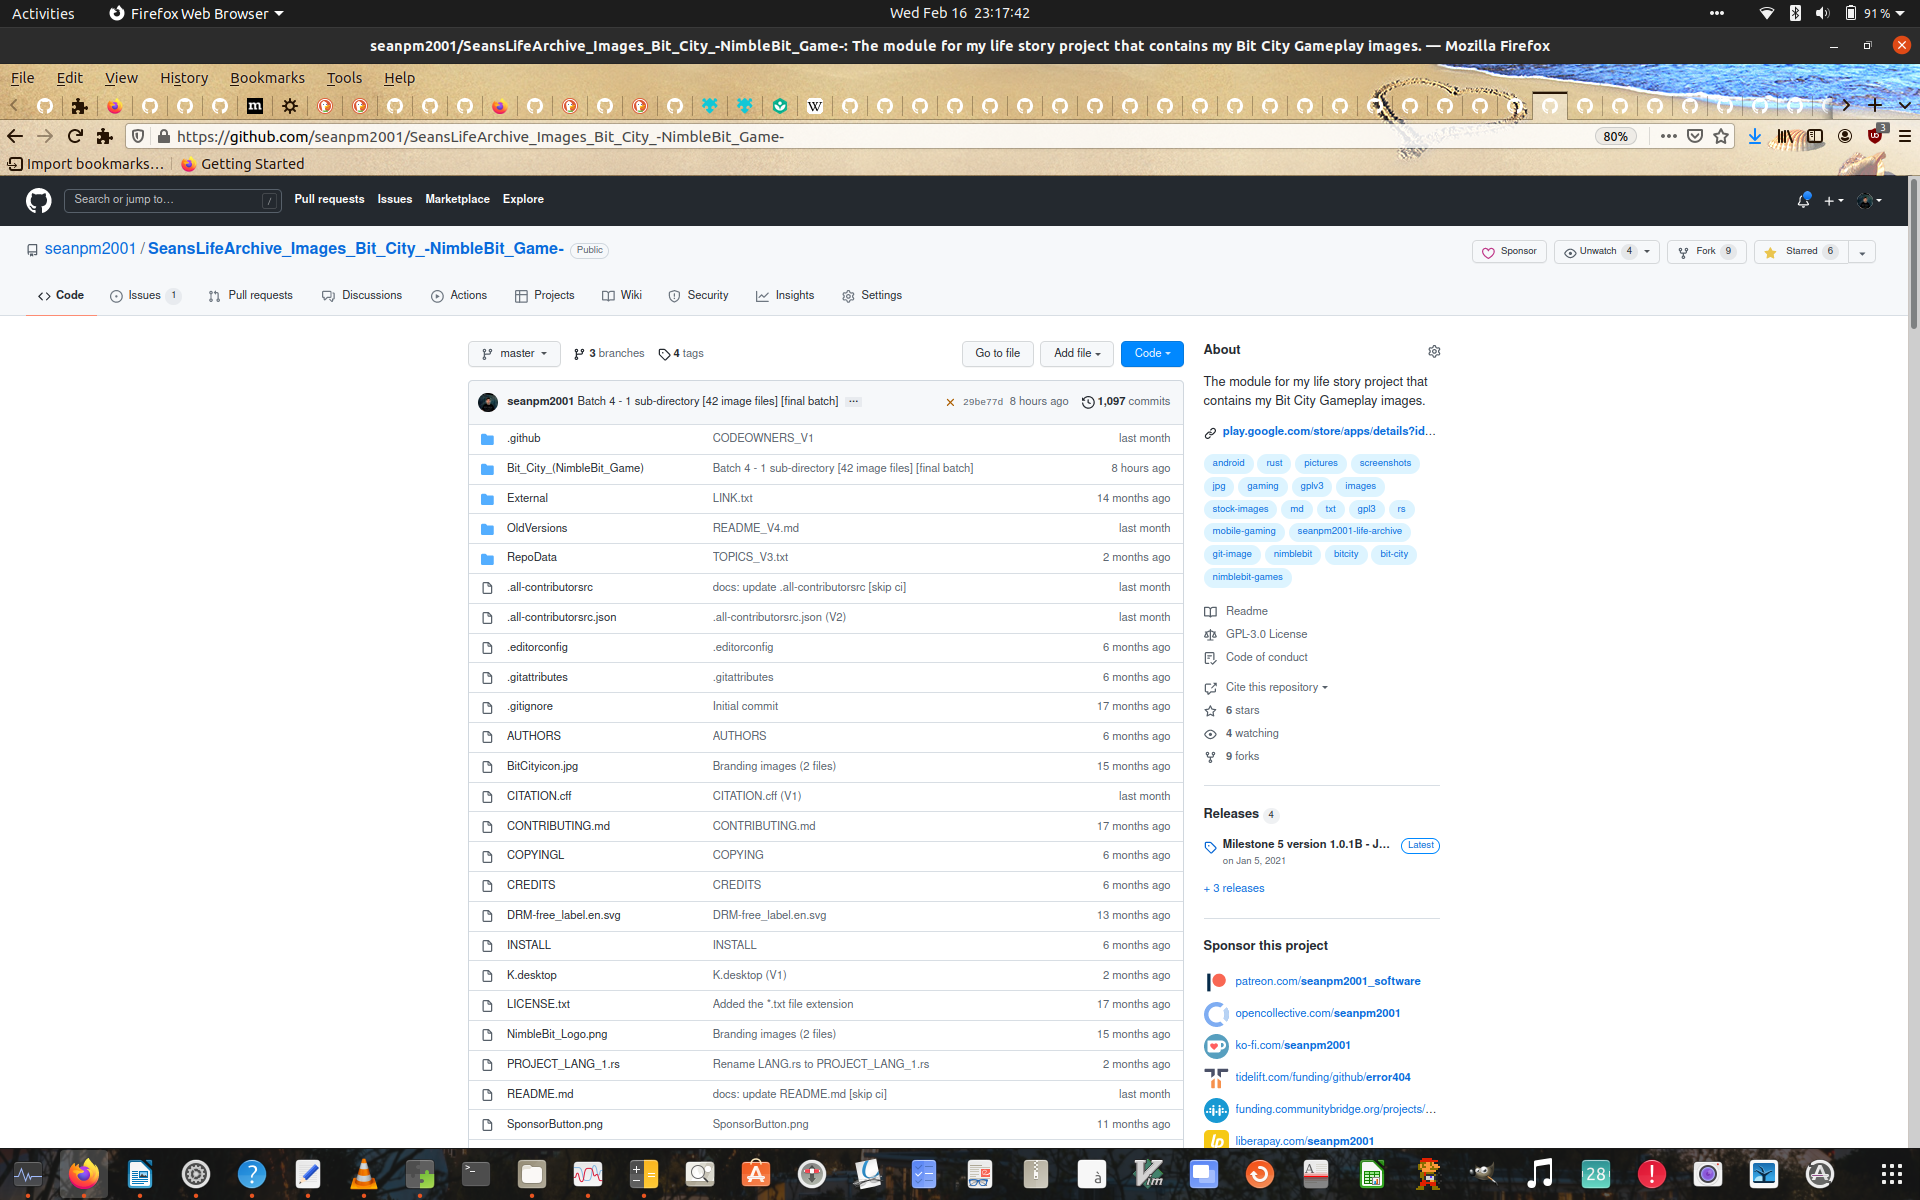 Activities
Firefox Web Browser
Wed Feb 16 23:17:42
91 %
seanpm2001/SeansLifeArchive_Images_Bit_City_-NimbleBit_Game-: The module for my life story project that contains my Bit City Gameplay images. — Mozilla Firefox
File Edit View History Bookmarks Tools Help
https://github.com/seanpm2001/SeansLifeArchive_Images_Bit_City_-NimbleBit_Game-
80%
3
Import bookmarks…
Getting Started
Search or jump to…
/
Pull requests Issues Marketplace Explore
seanpm2001 / SeansLifeArchive_Images_Bit_City_-NimbleBit_Game- Public
Sponsor
Unwatch 4
Fork 9
Starred 6
Code
Issues 1
Pull requests
Discussions
Actions
Projects
Wiki
Security
Insights
Settings
master
3 branches
4 tags
Go to file
Add file
Code
seanpm2001 Batch 4 - 1 sub-directory [42 image files] [final batch] ... 29be77d 8 hours ago 1,097 commits
.github CODEOWNERS_V1 last month
Bit_City_(NimbleBit_Game) Batch 4 - 1 sub-directory [42 image files] [final batch] 8 hours ago
External LINK.txt 14 months ago
OldVersions README_V4.md last month
RepoData TOPICS_V3.txt 2 months ago
.all-contributorsrc docs: update .all-contributorsrc [skip ci] last month
.all-contributorsrc.json .all-contributorsrc.json (V2) last month
.editorconfig .editorconfig 6 months ago
.gitattributes .gitattributes 6 months ago
.gitignore Initial commit 17 months ago
AUTHORS AUTHORS 6 months ago
BitCityicon.jpg Branding images (2 files) 15 months ago
CITATION.cff CITATION.cff (V1) last month
CONTRIBUTING.md CONTRIBUTING.md 17 months ago
COPYINGL COPYING 6 months ago
CREDITS CREDITS 6 months ago
DRM-free_label.en.svg DRM-free_label.en.svg 13 months ago
INSTALL INSTALL 6 months ago
K.desktop K.desktop (V1) 2 months ago
LICENSE.txt Added the *.txt file extension 17 months ago
NimbleBit_Logo.png Branding images (2 files) 15 months ago
PROJECT_LANG_1.rs Rename LANG.rs to PROJECT_LANG_1.rs 2 months ago
README.md docs: update README.md [skip ci] last month
SponsorButton.png SponsorButton.png 11 months ago
About
The module for my life story project that
contains my Bit City Gameplay images.
play.google.com/store/apps/details?id…
android rust pictures screenshots
jpg gaming gplv3 images
stock-images md txt gpl3 rs
mobile-gaming seanpm2001-life-archive
git-image nimblebit bitcity bit-city
nimblebit-games
Readme
GPL-3.0 License
Code of conduct
Cite this repository
6 stars
4 watching
9 forks
Releases 4
Milestone 5 version 1.0.1B - J… Latest
on Jan 5, 2021
+ 3 releases
Sponsor this project
patreon.com/seanpm2001_software
opencollective.com/seanpm2001
ko-fi.com/seanpm2001
tidelift.com/funding/github/error404
funding.communitybridge.org/projects/…
liberapay.com/seanpm2001
28